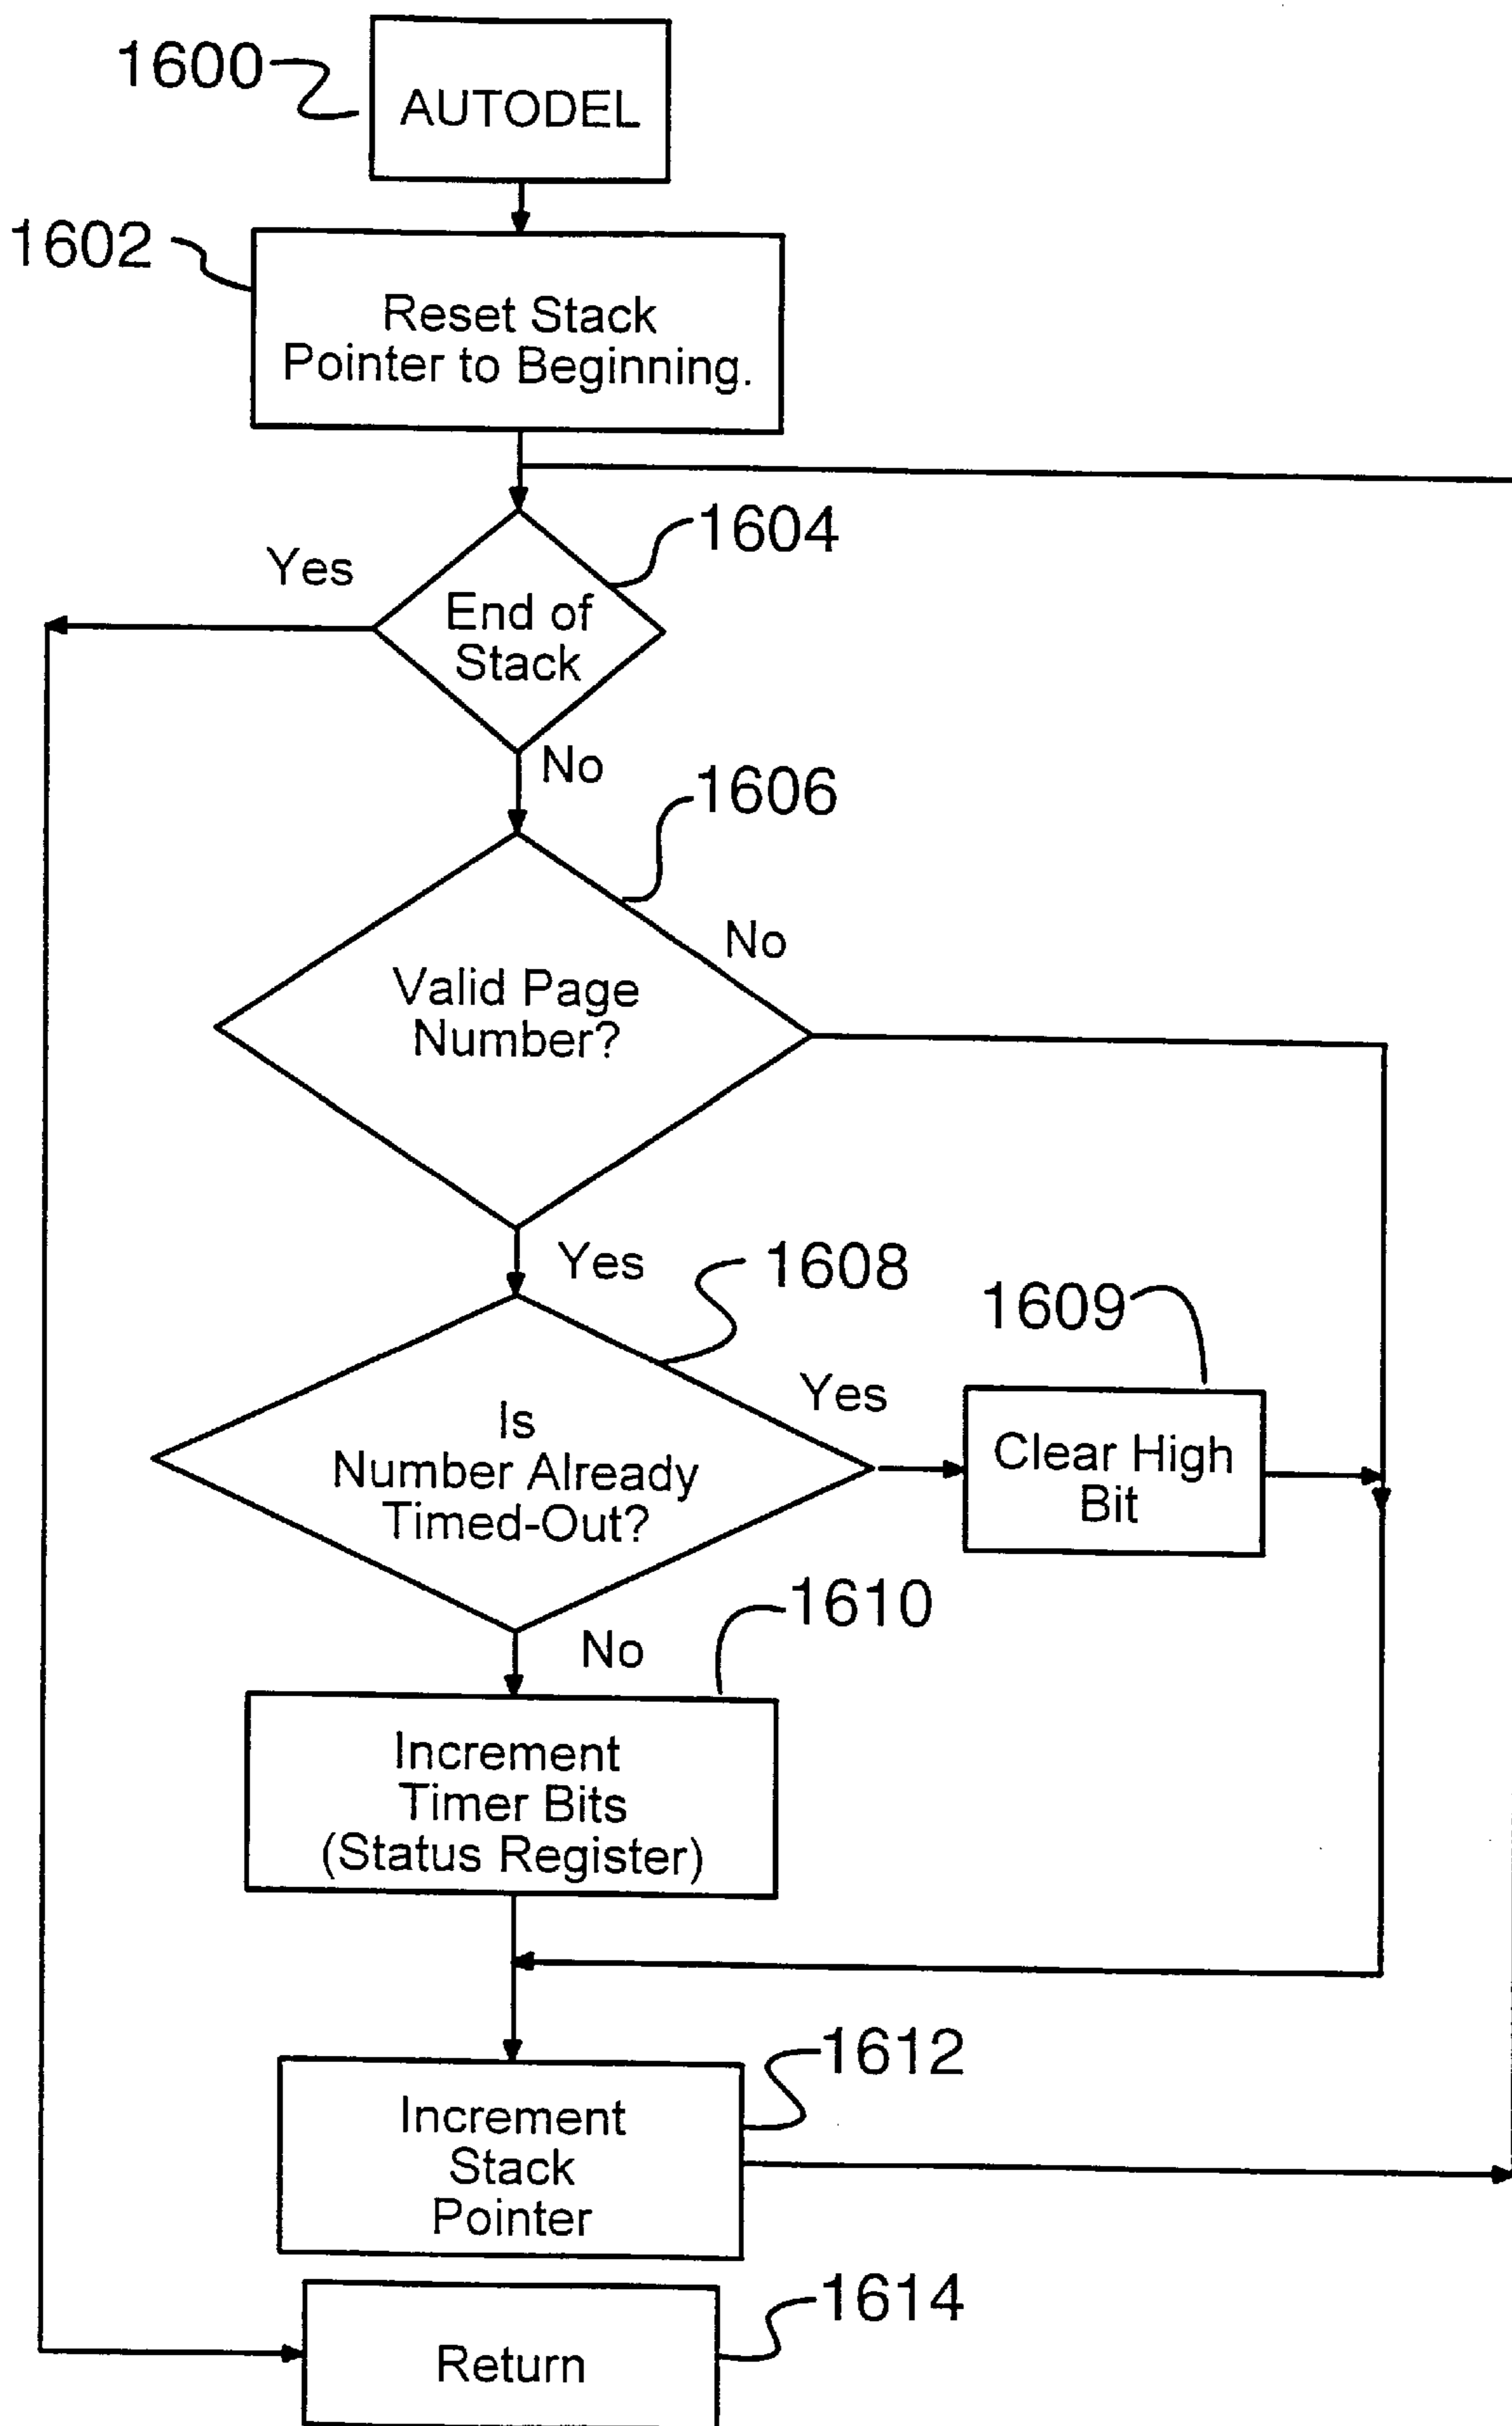 1600
AUTODEL
1602
Reset Stack
Pointer to Beginning.
1604
Yes
End of
Stack
No
1606
No
Valid Page
Number?
Yes
1608
1609
Yes
Is
Number Already
Timed-Out?
Clear High
Bit
No
1610
Increment
Timer Bits
(Status Register)
1612
Increment
Stack
Pointer
1614
Return